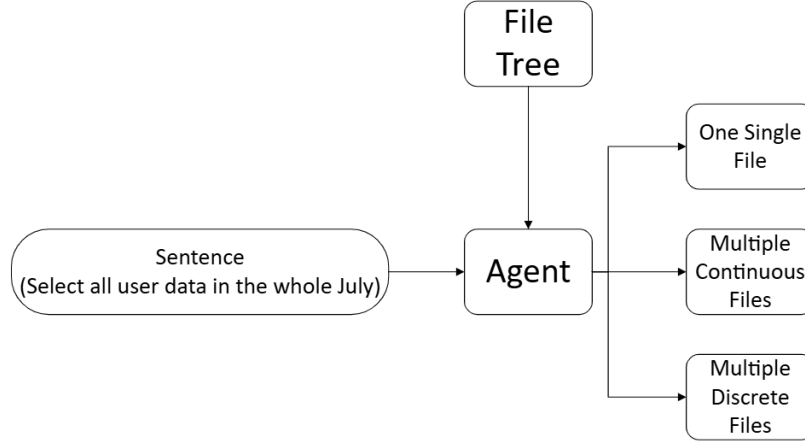 File
Tree
One Single
File
Sentence
(Select all user data in the whole July)
Agent
Multiple
Continuous
Files
Multiple
Discrete
Files